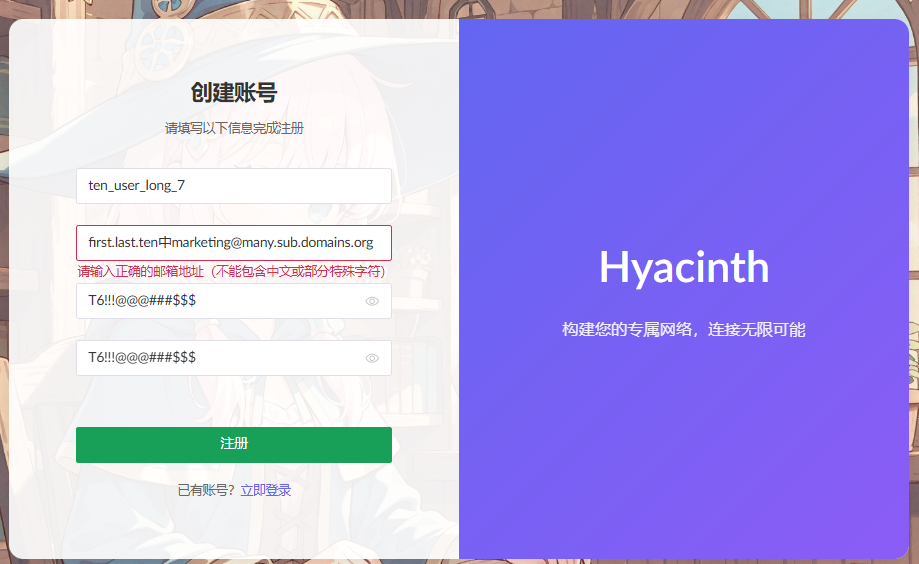 创建账号
请填写以下信息完成注册
ten_user_long_7
first.last.ten中marketing@many.sub.domains.org
请输入正确的邮箱地址（不能包含中文或部分特殊字符）
T6!!!@@@###$$$
T6!!!@@@###$$$
注册
已有账号？立即登录
Hyacinth
构建您的专属网络，连接无限可能